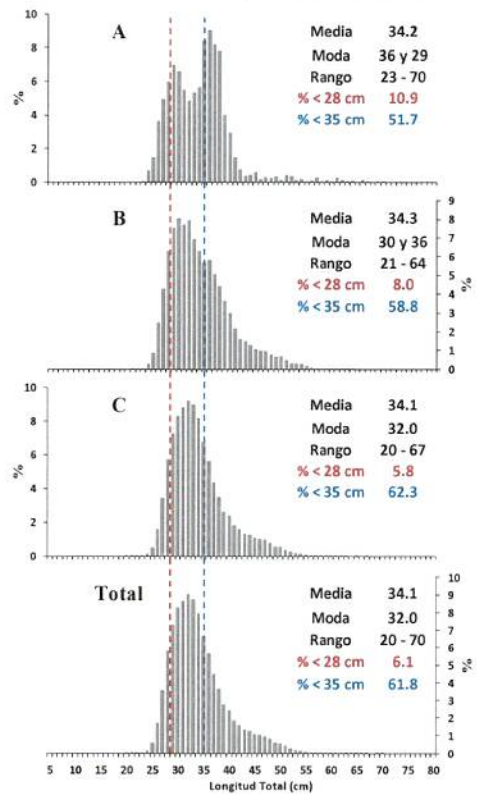 A
Media 34.2
Moda 36 y 29
Rango 23 - 70
% < 28 cm 10.9
% < 35 cm 51.7
10
8
6
4
2
0
%
B
Media 34.3
Moda 30 y 36
Rango 21 - 64
% < 28 cm 8.0
% < 35 cm 58.8
9
8
7
6
5
4
3
2
1
0
%
C
Media 34.1
Moda 32.0
Rango 20 - 67
% < 28 cm 5.8
% < 35 cm 62.3
10
8
6
4
2
0
%
Total
Media 34.1
Moda 32.0
Rango 20 - 70
% < 28 cm 6.1
% < 35 cm 61.8
10
9
8
7
6
5
4
3
2
1
0
%
5 10 15 20 25 30 35 40 45 50 55 60 65 70 75 80
Longitud Total (cm)